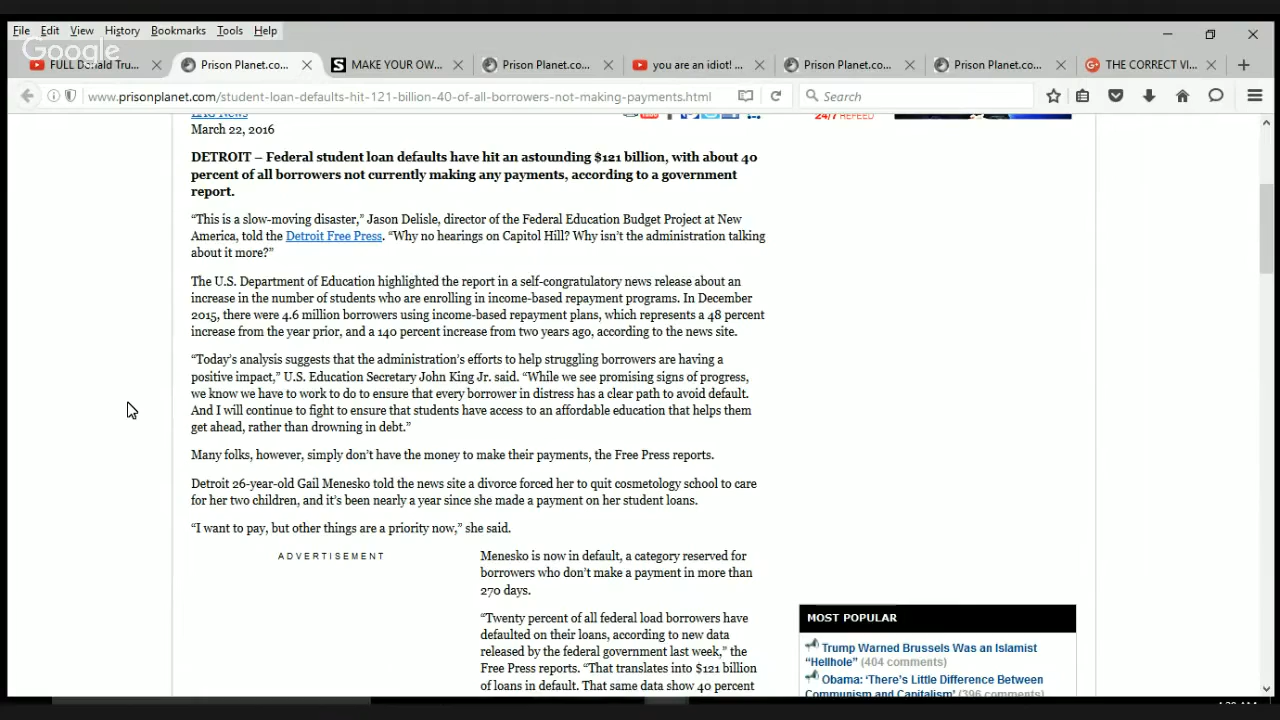 File Edit View History Bookmarks Tools Help
Google
FULL Donald Tru... Prison Planet.co... MAKE YOUR OW... Prison Planet.co... you are an idiot! ... Prison Planet.co... Prison Planet.co... THE CORRECT VI...
www.prisonplanet.com/student-loan-defaults-hit-121-billion-40-of-all-borrowers-not-making-payments.html Search
EAG News
March 22, 2016
24/7 REFEED
DETROIT – Federal student loan defaults have hit an astounding $121 billion, with about 40
percent of all borrowers not currently making any payments, according to a government
report.
“This is a slow-moving disaster,” Jason Delisle, director of the Federal Education Budget Project at New
America, told the Detroit Free Press. “Why no hearings on Capitol Hill? Why isn’t the administration talking
about it more?”
The U.S. Department of Education highlighted the report in a self-congratulatory news release about an
increase in the number of students who are enrolling in income-based repayment programs. In December
2015, there were 4.6 million borrowers using income-based repayment plans, which represents a 48 percent
increase from the year prior, and a 140 percent increase from two years ago, according to the news site.
“Today’s analysis suggests that the administration’s efforts to help struggling borrowers are having a
positive impact,” U.S. Education Secretary John King Jr. said. “While we see promising signs of progress,
we know we have to work to do to ensure that every borrower in distress has a clear path to avoid default.
And I will continue to fight to ensure that students have access to an affordable education that helps them
get ahead, rather than drowning in debt.”
Many folks, however, simply don’t have the money to make their payments, the Free Press reports.
Detroit 26-year-old Gail Menesko told the news site a divorce forced her to quit cosmetology school to care
for her two children, and it’s been nearly a year since she made a payment on her student loans.
“I want to pay, but other things are a priority now,” she said.
ADVERTISEMENT
Menesko is now in default, a category reserved for
borrowers who don’t make a payment in more than
270 days.
“Twenty percent of all federal load borrowers have
defaulted on their loans, according to new data
released by the federal government last week,” the
Free Press reports. “That translates into $121 billion
of loans in default. That same data show 40 percent
MOST POPULAR
Trump Warned Brussels Was an Islamist
“Hellhole” (404 comments)
Obama: ‘There’s Little Difference Between
Communism and Capitalism’ (396 comments)